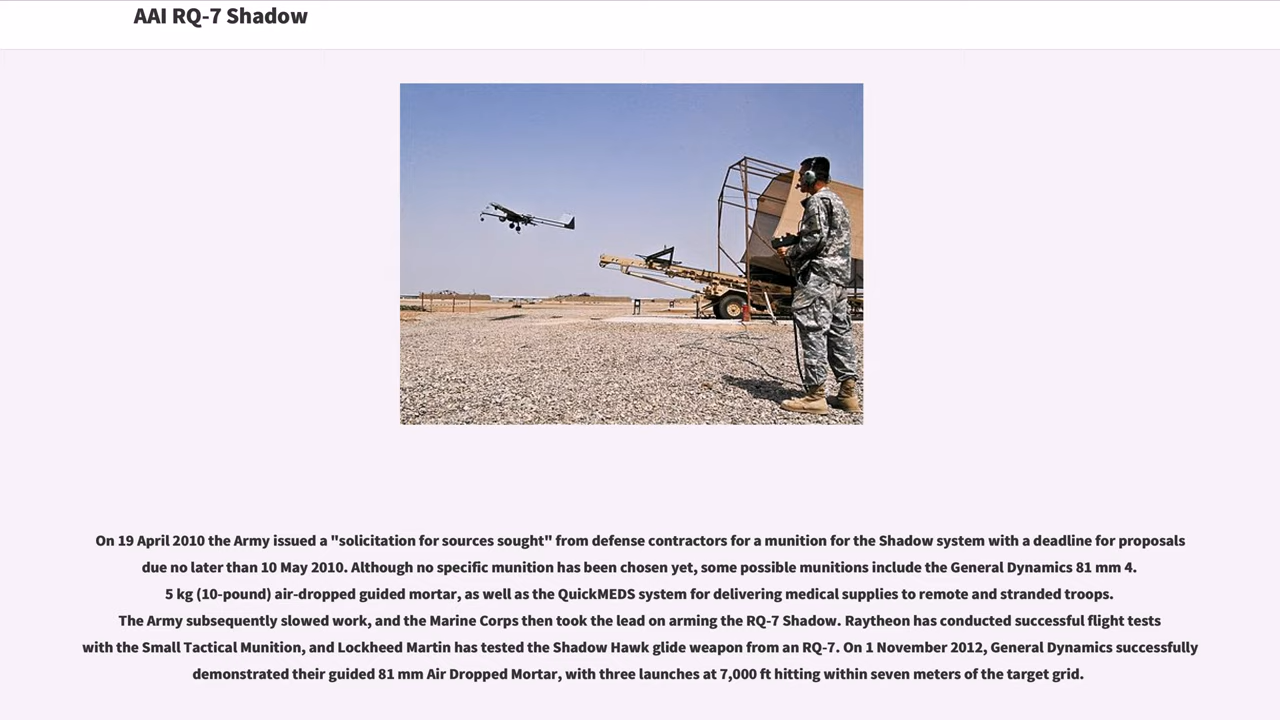 AAI RQ-7 Shadow
On 19 April 2010 the Army issued a "solicitation for sources sought" from defense contractors for a munition for the Shadow system with a deadline for proposals
due no later than 10 May 2010. Although no specific munition has been chosen yet, some possible munitions include the General Dynamics 81 mm 4.
5 kg (10-pound) air-dropped guided mortar, as well as the QuickMEDS system for delivering medical supplies to remote and stranded troops.
The Army subsequently slowed work, and the Marine Corps then took the lead on arming the RQ-7 Shadow. Raytheon has conducted successful flight tests
with the Small Tactical Munition, and Lockheed Martin has tested the Shadow Hawk glide weapon from an RQ-7. On 1 November 2012, General Dynamics successfully
demonstrated their guided 81 mm Air Dropped Mortar, with three launches at 7,000 ft hitting within seven meters of the target grid.